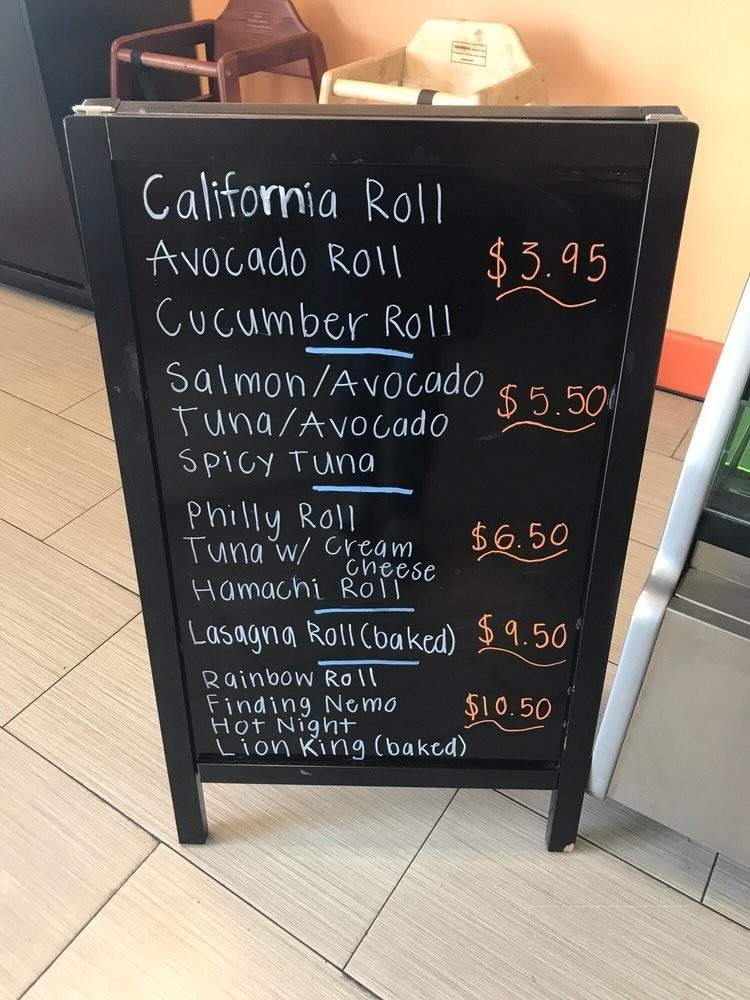 California Roll
Avocado Roll $3.95
Cucumber Roll
Salmon/Avocado
Tuna/Avocado $5.50
Spicy Tuna
Philly Roll
Tuna w/ Cream $6.50
Cheese
Hamachi Roll
Lasagna Roll (baked) $9.50
Rainbow Roll
Finding Nemo $10.50
Hot Night
Lion King (baked)